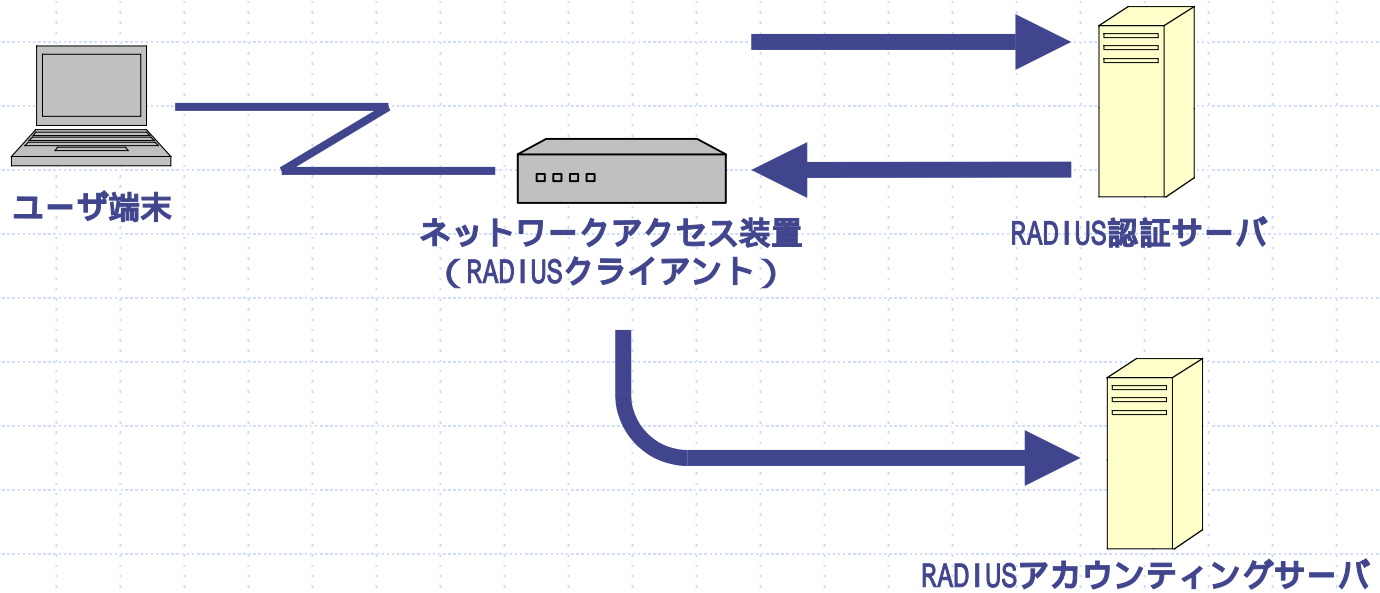 ユーザ端末
ネットワークアクセス装置
（RADIUSクライアント）
RADIUS認証サーバ
RADIUSアカウンティングサーバ